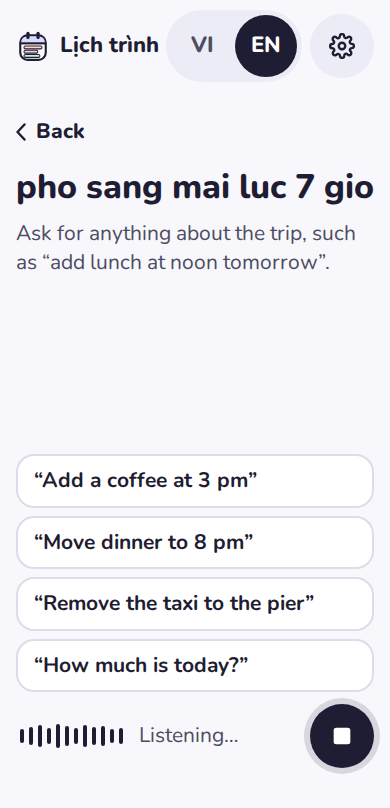 Lịch trình
VI
EN
Back
pho sang mai luc 7 gio
Ask for anything about the trip, such
as “add lunch at noon tomorrow”.
“Add a coffee at 3 pm”
“Move dinner to 8 pm”
“Remove the taxi to the pier”
“How much is today?”
Listening...